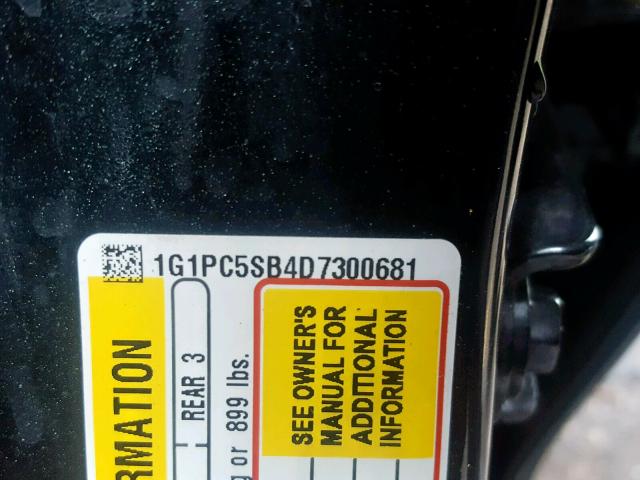 1G1PC5SB4D7300681
RMATION
REAR 3
g or 899 lbs.
SEE OWNER'S
MANUAL FOR
ADDITIONAL
INFORMATION